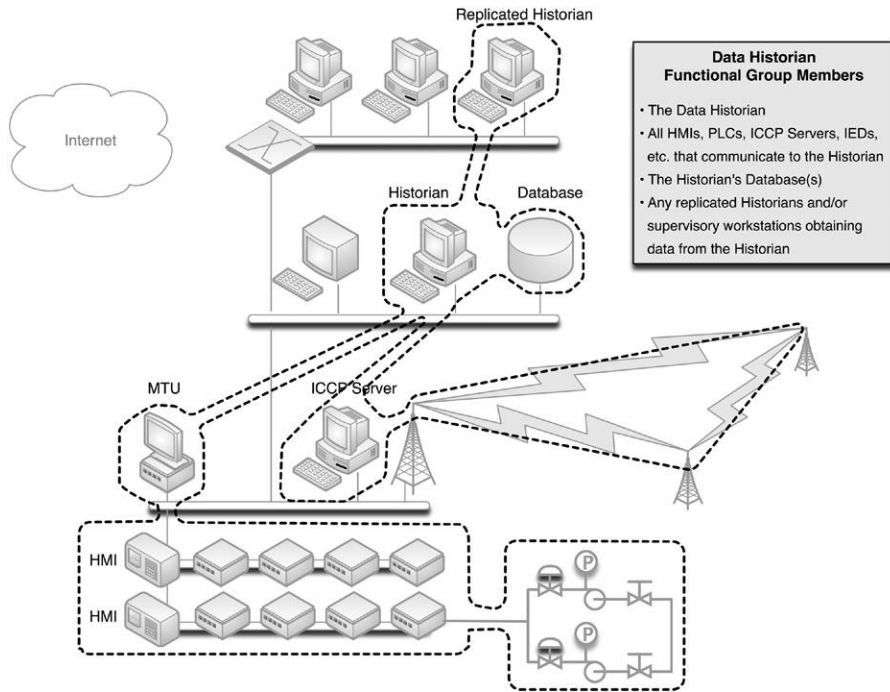 Replicated Historian
Internet
Data Historian
Functional Group Members
• The Data Historian
• All HMIs, PLCs, ICCP Servers, IEDs,
etc. that communicate to the Historian
• The Historian's Database(s)
• Any replicated Historians and/or
supervisory workstations obtaining
data from the Historian
Historian
Database
MTU
ICCP Server
HMI
P
HMI
P